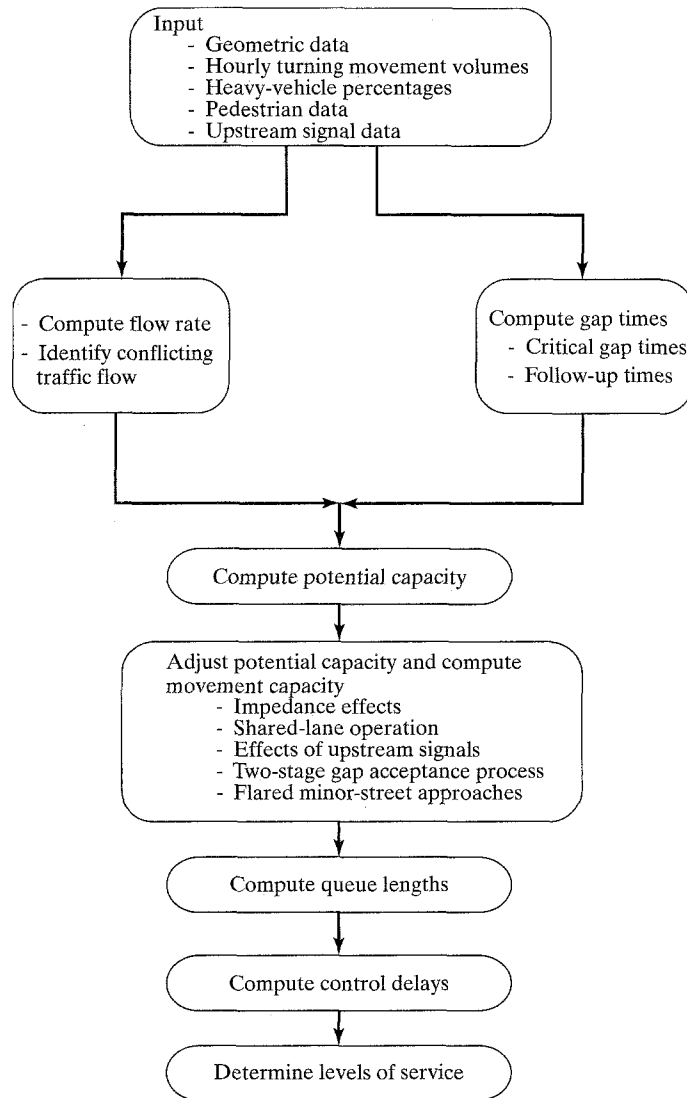 Input
- Geometric data
- Hourly turning movement volumes
- Heavy-vehicle percentages
- Pedestrian data
- Upstream signal data
- Compute flow rate
- Identify conflicting
traffic flow
Compute gap times
- Critical gap times
- Follow-up times
Compute potential capacity
Adjust potential capacity and compute
movement capacity
- Impedance effects
- Shared-lane operation
- Effects of upstream signals
- Two-stage gap acceptance process
- Flared minor-street approaches
Compute queue lengths
Compute control delays
Determine levels of service